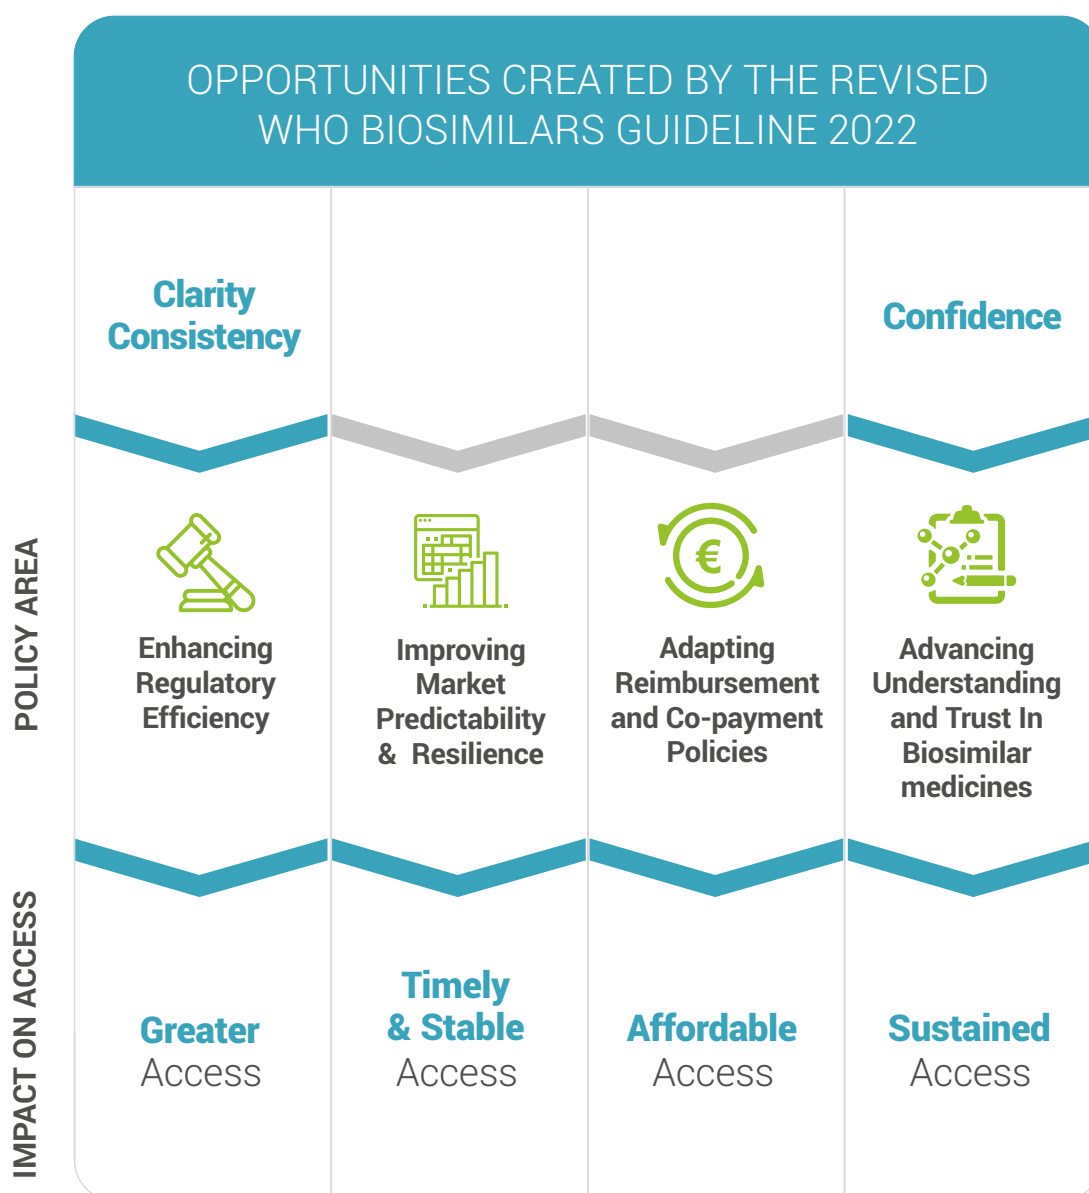 OPPORTUNITIES CREATED BY THE REVISED
WHO BIOSIMILARS GUIDELINE 2022
Clarity
Consistency
Confidence
POLICY AREA
Enhancing
Regulatory
Efficiency
Improving
Market
Predictability
& Resilience
€
Adapting
Reimbursement
and Co-payment
Policies
Advancing
Understanding
and Trust In
Biosimilar
medicines
IMPACT ON ACCESS
Greater
Access
Timely
& Stable
Access
Affordable
Access
Sustained
Access